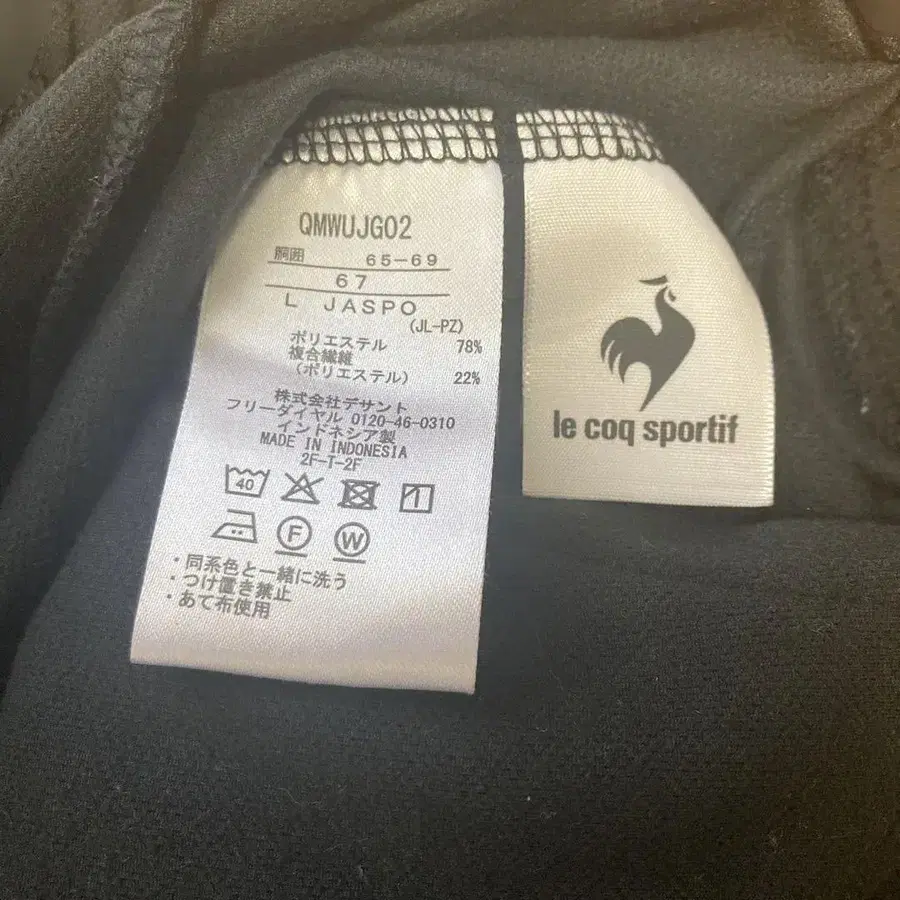 QMWUJG02
胴囲 65-69
67
L JASPO
(JL-PZ)
ポリエステル 78%
複合繊維
(ポリエステル) 22%
株式会社デサント
フリーダイヤル 0120-46-0310
インドネシア製
MADE IN INDONESIA
2F-T-2F
40
F W
・同系色と一緒に洗う
・つけ置き禁止
・あて布使用
le coq sportif